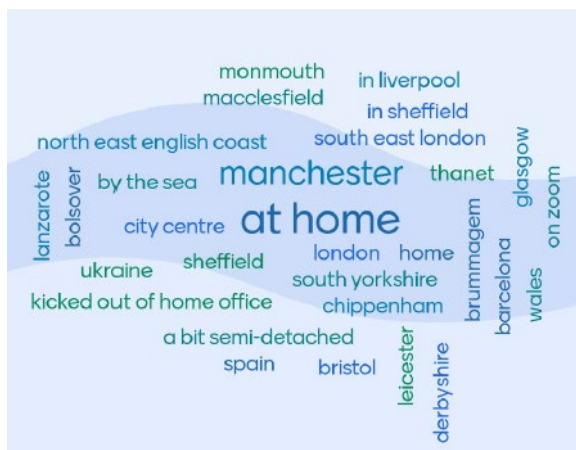 monmouth
in liverpool
macclesfield
in sheffield
north east english coast
south east london
manchester
thanet
glasgow
on zoom
lanzarote
bolsover
by the sea
at home
city centre
brummagem
barcelona
wales
london
home
sheffield
ukraine
south yorkshire
kicked out of home office
chippenham
a bit semi-detached
leicester
derbyshire
spain
bristol